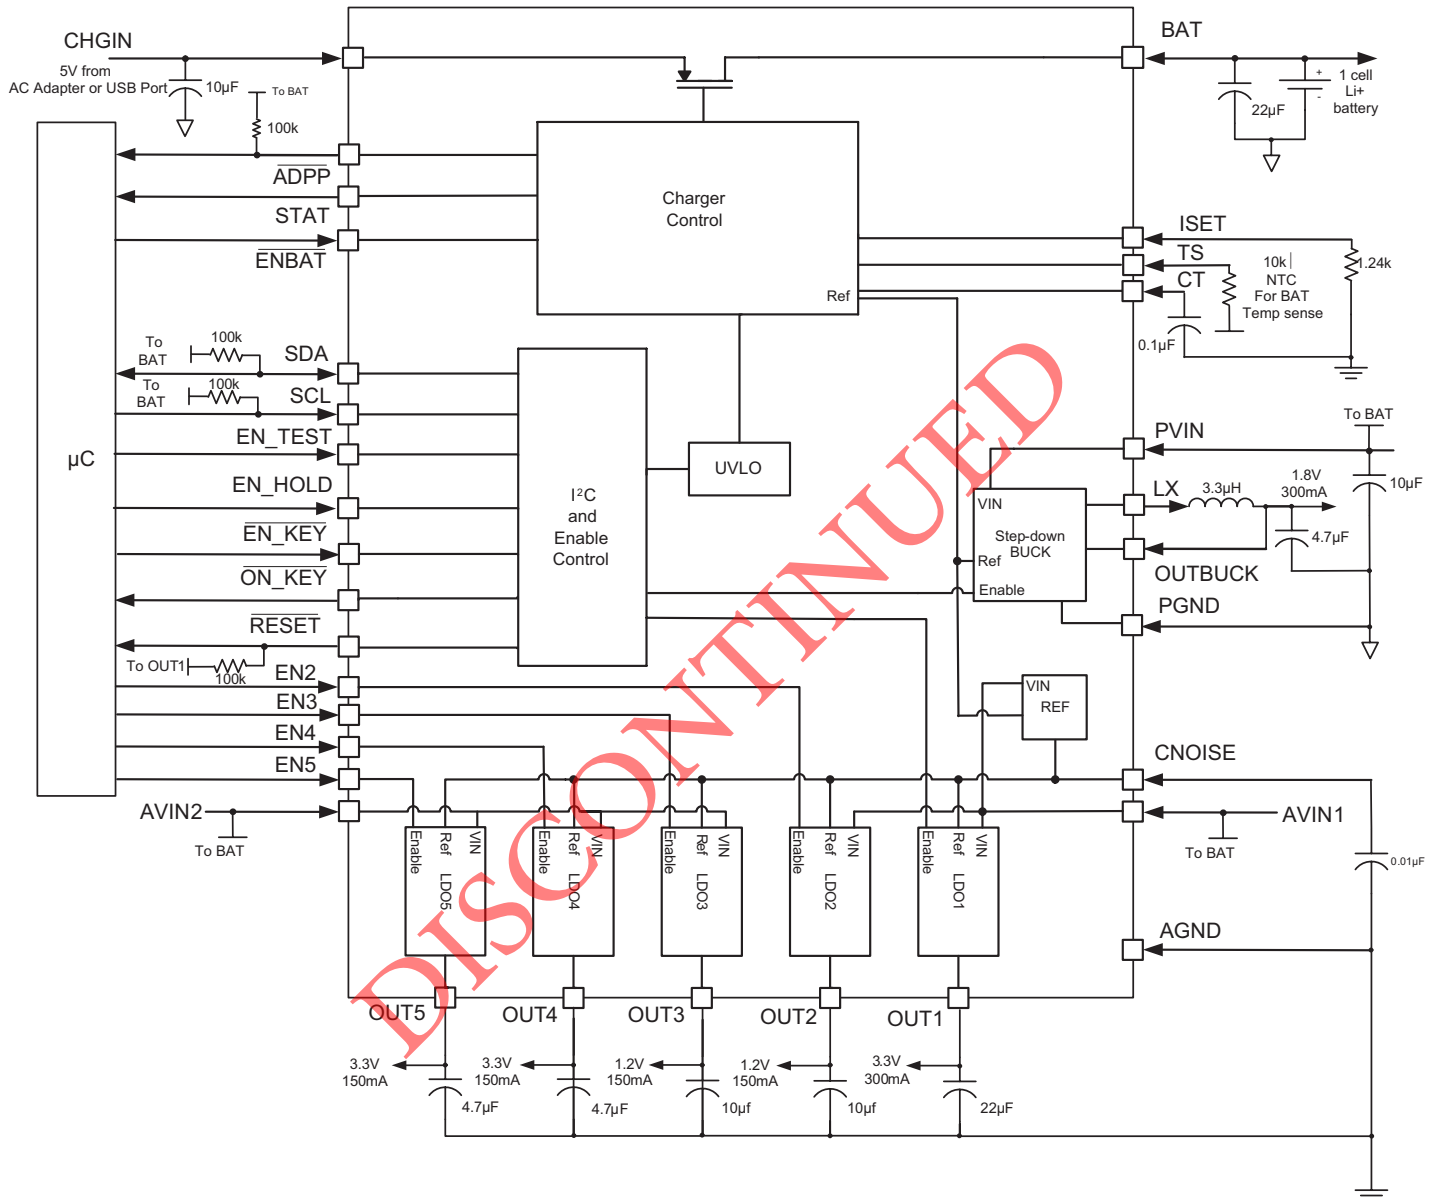 CHGIN
5V from
AC Adapter or USB Port
10µF
To BAT
100k
ADPP
STAT
ENBAT
Charger
Control
Ref
BAT
22µF
+
-
1 cell
Li+
battery
ISET
TS
CT
10k
NTC
For BAT
Temp sense
1.24k
0.1µF
µC
To
BAT
100k
SDA
To
BAT
100k
SCL
EN_TEST
EN_HOLD
EN_KEY
ON_KEY
RESET
To OUT1
100k
EN2
EN3
EN4
EN5
AVIN2
To BAT
I²C
and
Enable
Control
UVLO
PVIN
To BAT
10µF
LX
3.3µH
1.8V
300mA
4.7µF
OUTBUCK
PGND
VIN
Step-down
BUCK
Ref
Enable
VIN
REF
CNOISE
AVIN1
To BAT
0.01µF
AGND
Enable
Ref
VIN
LDO5
Enable
Ref
VIN
LDO4
Enable
Ref
VIN
LDO3
Enable
Ref
VIN
LDO2
Enable
Ref
VIN
LDO1
OUT5
OUT4
OUT3
OUT2
OUT1
3.3V
150mA
4.7µF
3.3V
150mA
4.7µF
1.2V
150mA
10µf
1.2V
150mA
10µf
3.3V
300mA
22µF
DISCONTINUED